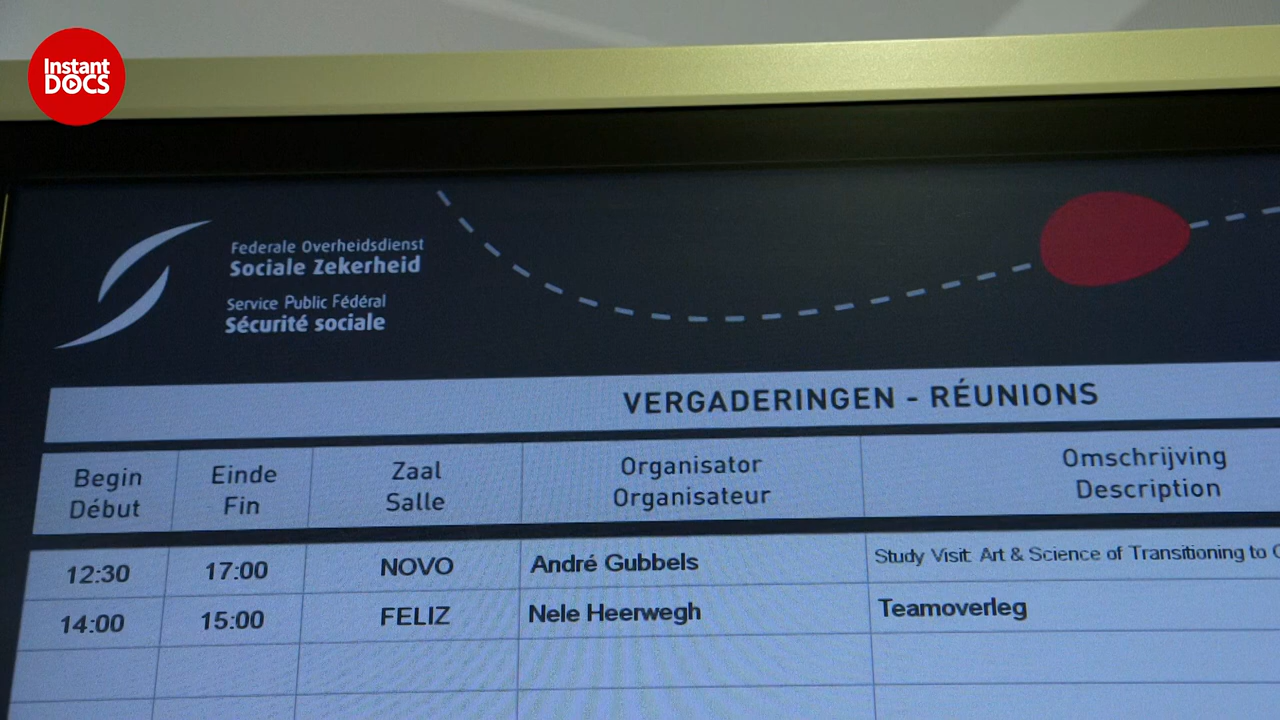 Instant
DOCS
Federale Overheidsdienst
Sociale Zekerheid
Service Public Fédéral
Sécurité sociale
VERGADERINGEN - RÉUNIONS
Begin Einde Zaal Organisator Omschrijving
Début Fin Salle Organisateur Description
12:30 17:00 NOVO André Gubbels Study Visit: Art & Science of Transitioning to
14:00 15:00 FELIZ Nele Heerwegh Teamoverleg